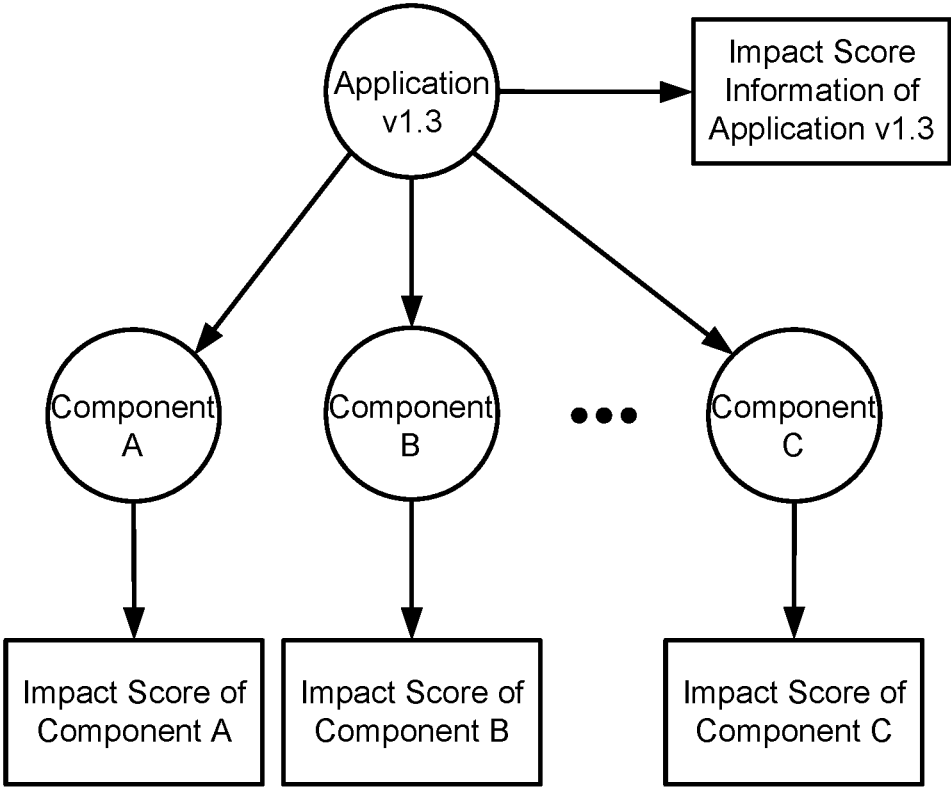 Application
v1.3
Impact Score
Information of
Application v1.3
Component
A
Component
B
Component
C
Impact Score of
Component A
Impact Score of
Component B
Impact Score of
Component C